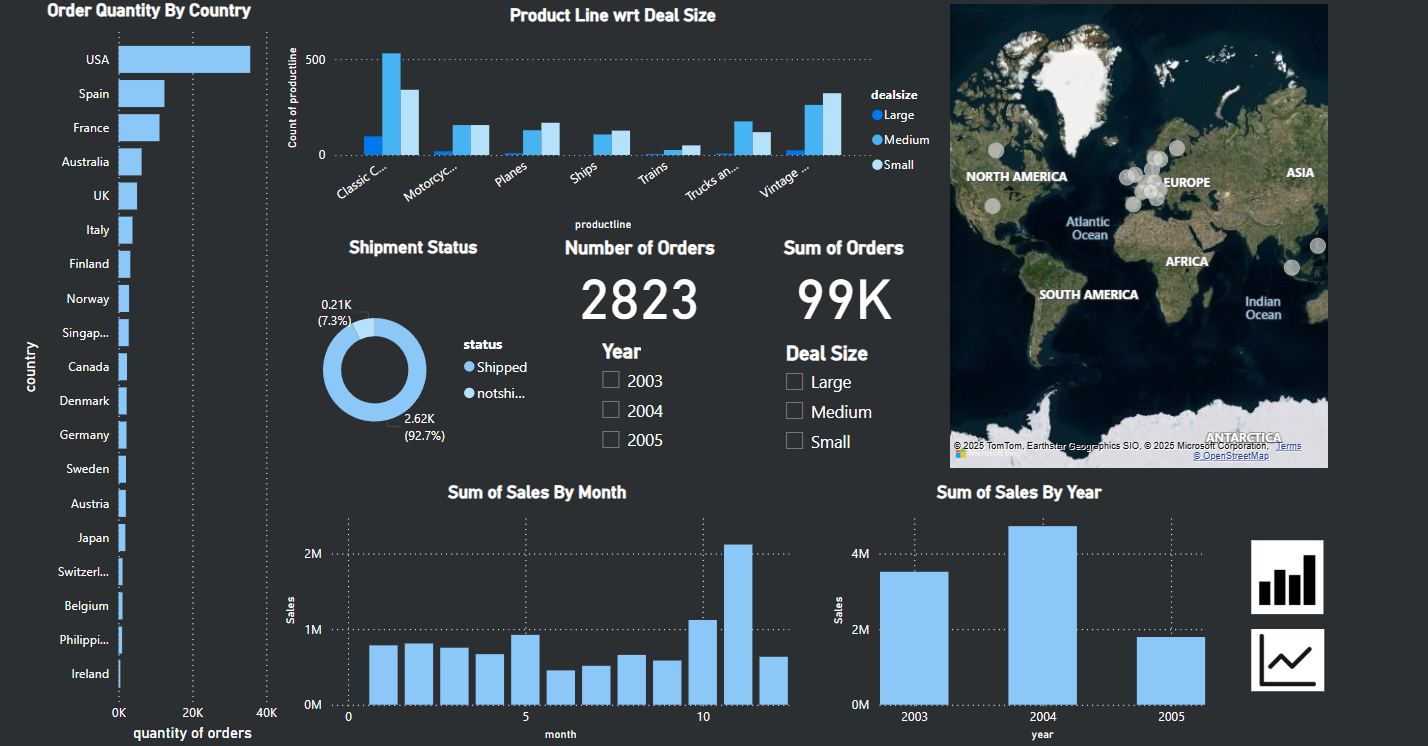 Order Quantity By Country
USA
Spain
France
Australia
UK
Italy
Finland
Norway
Singap...
Canada
Denmark
Germany
Sweden
Austria
Japan
Switzerl...
Belgium
Philippi...
Ireland
country
0K 20K 40K
quantity of orders
Product Line wrt Deal Size
Count of productline
500
0
Classic C...
Motorcyc...
Planes
Ships
Trains
Trucks an...
Vintage ...
productline
dealsize
Large
Medium
Small
Shipment Status
0.21K
(7.3%)
2.62K
(92.7%)
status
Shipped
notshi...
Number of Orders
2823
Sum of Orders
99K
Year
2003
2004
2005
Deal Size
Large
Medium
Small
NORTH AMERICA
EUROPE
ASIA
Atlantic
Ocean
AFRICA
SOUTH AMERICA
Indian
Ocean
ANTARCTICA
© 2025 TomTom, Earthstar Geographics SIO, © 2025 Microsoft Corporation, Terms
© OpenStreetMap
Sum of Sales By Month
Sales
2M
1M
0M
0 5 10
month
Sum of Sales By Year
Sales
4M
2M
0M
2003 2004 2005
year